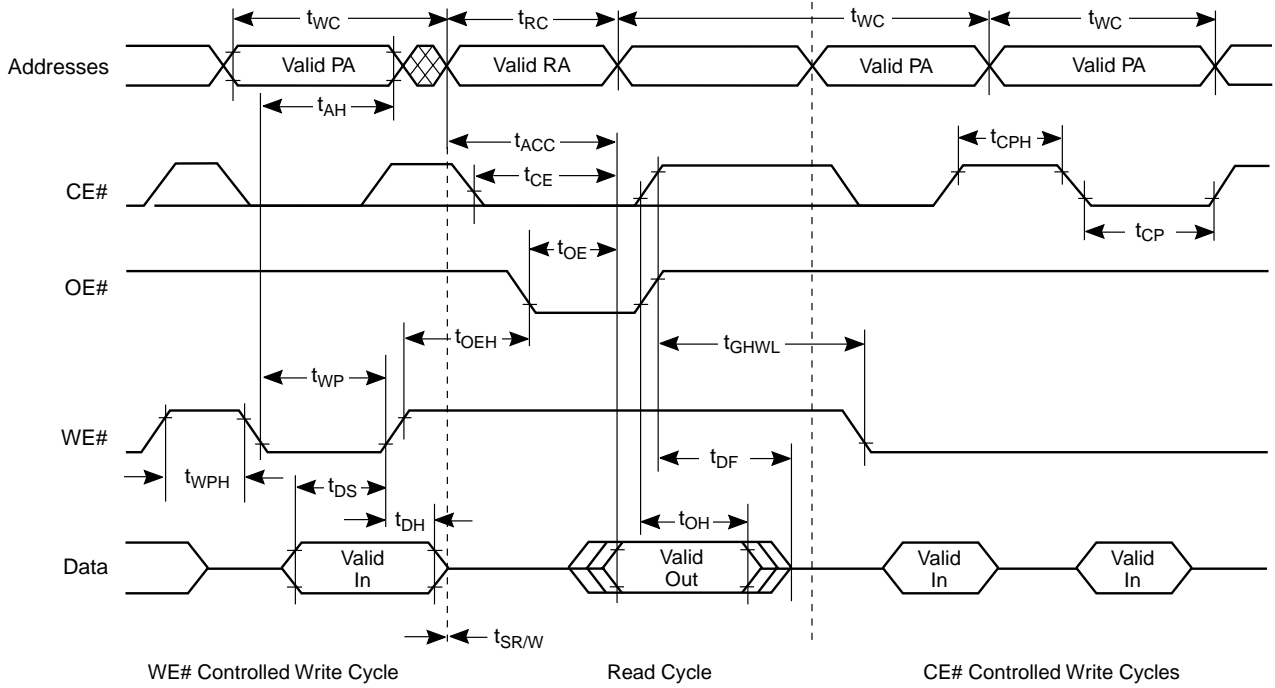 tWC tRC tWC tWC
Addresses Valid PA Valid RA Valid PA Valid PA
tAH
tACC tCPH
CE# tCE
tCP
tOE
OE#
tOEH tGHWL
tWP
WE#
tWPH tDS tDF
tDH tOH
Data Valid In Valid Out Valid In Valid In
tSR/W
WE# Controlled Write Cycle Read Cycle CE# Controlled Write Cycles